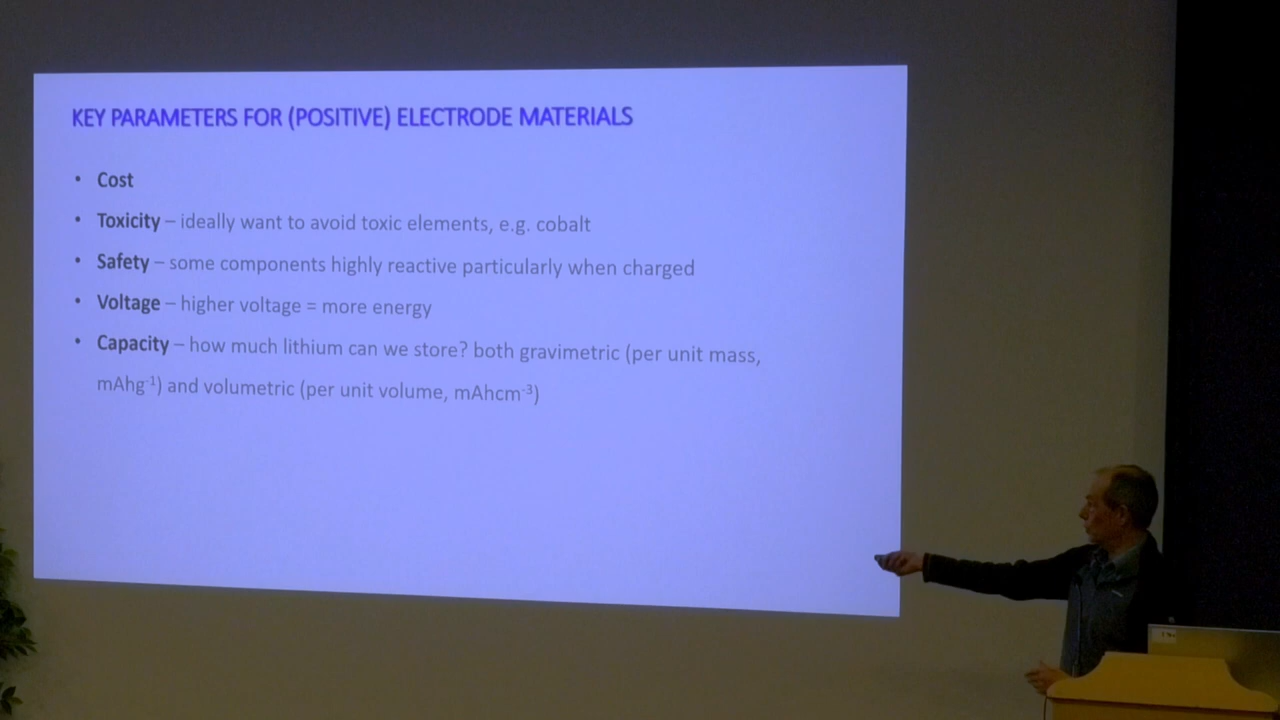 KEY PARAMETERS FOR (POSITIVE) ELECTRODE MATERIALS
• Cost
• Toxicity – ideally want to avoid toxic elements, e.g. cobalt
• Safety – some components highly reactive particularly when charged
• Voltage – higher voltage = more energy
• Capacity – how much lithium can we store? both gravimetric (per unit mass,
mAhg⁻¹) and volumetric (per unit volume, mAhcm⁻³)